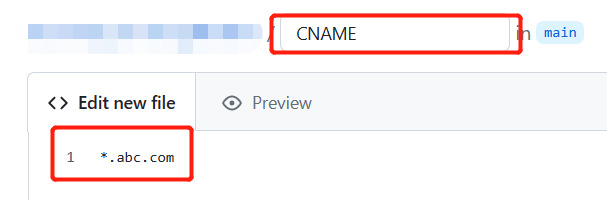 / CNAME in main
<> Edit new file Preview
1 *.abc.com